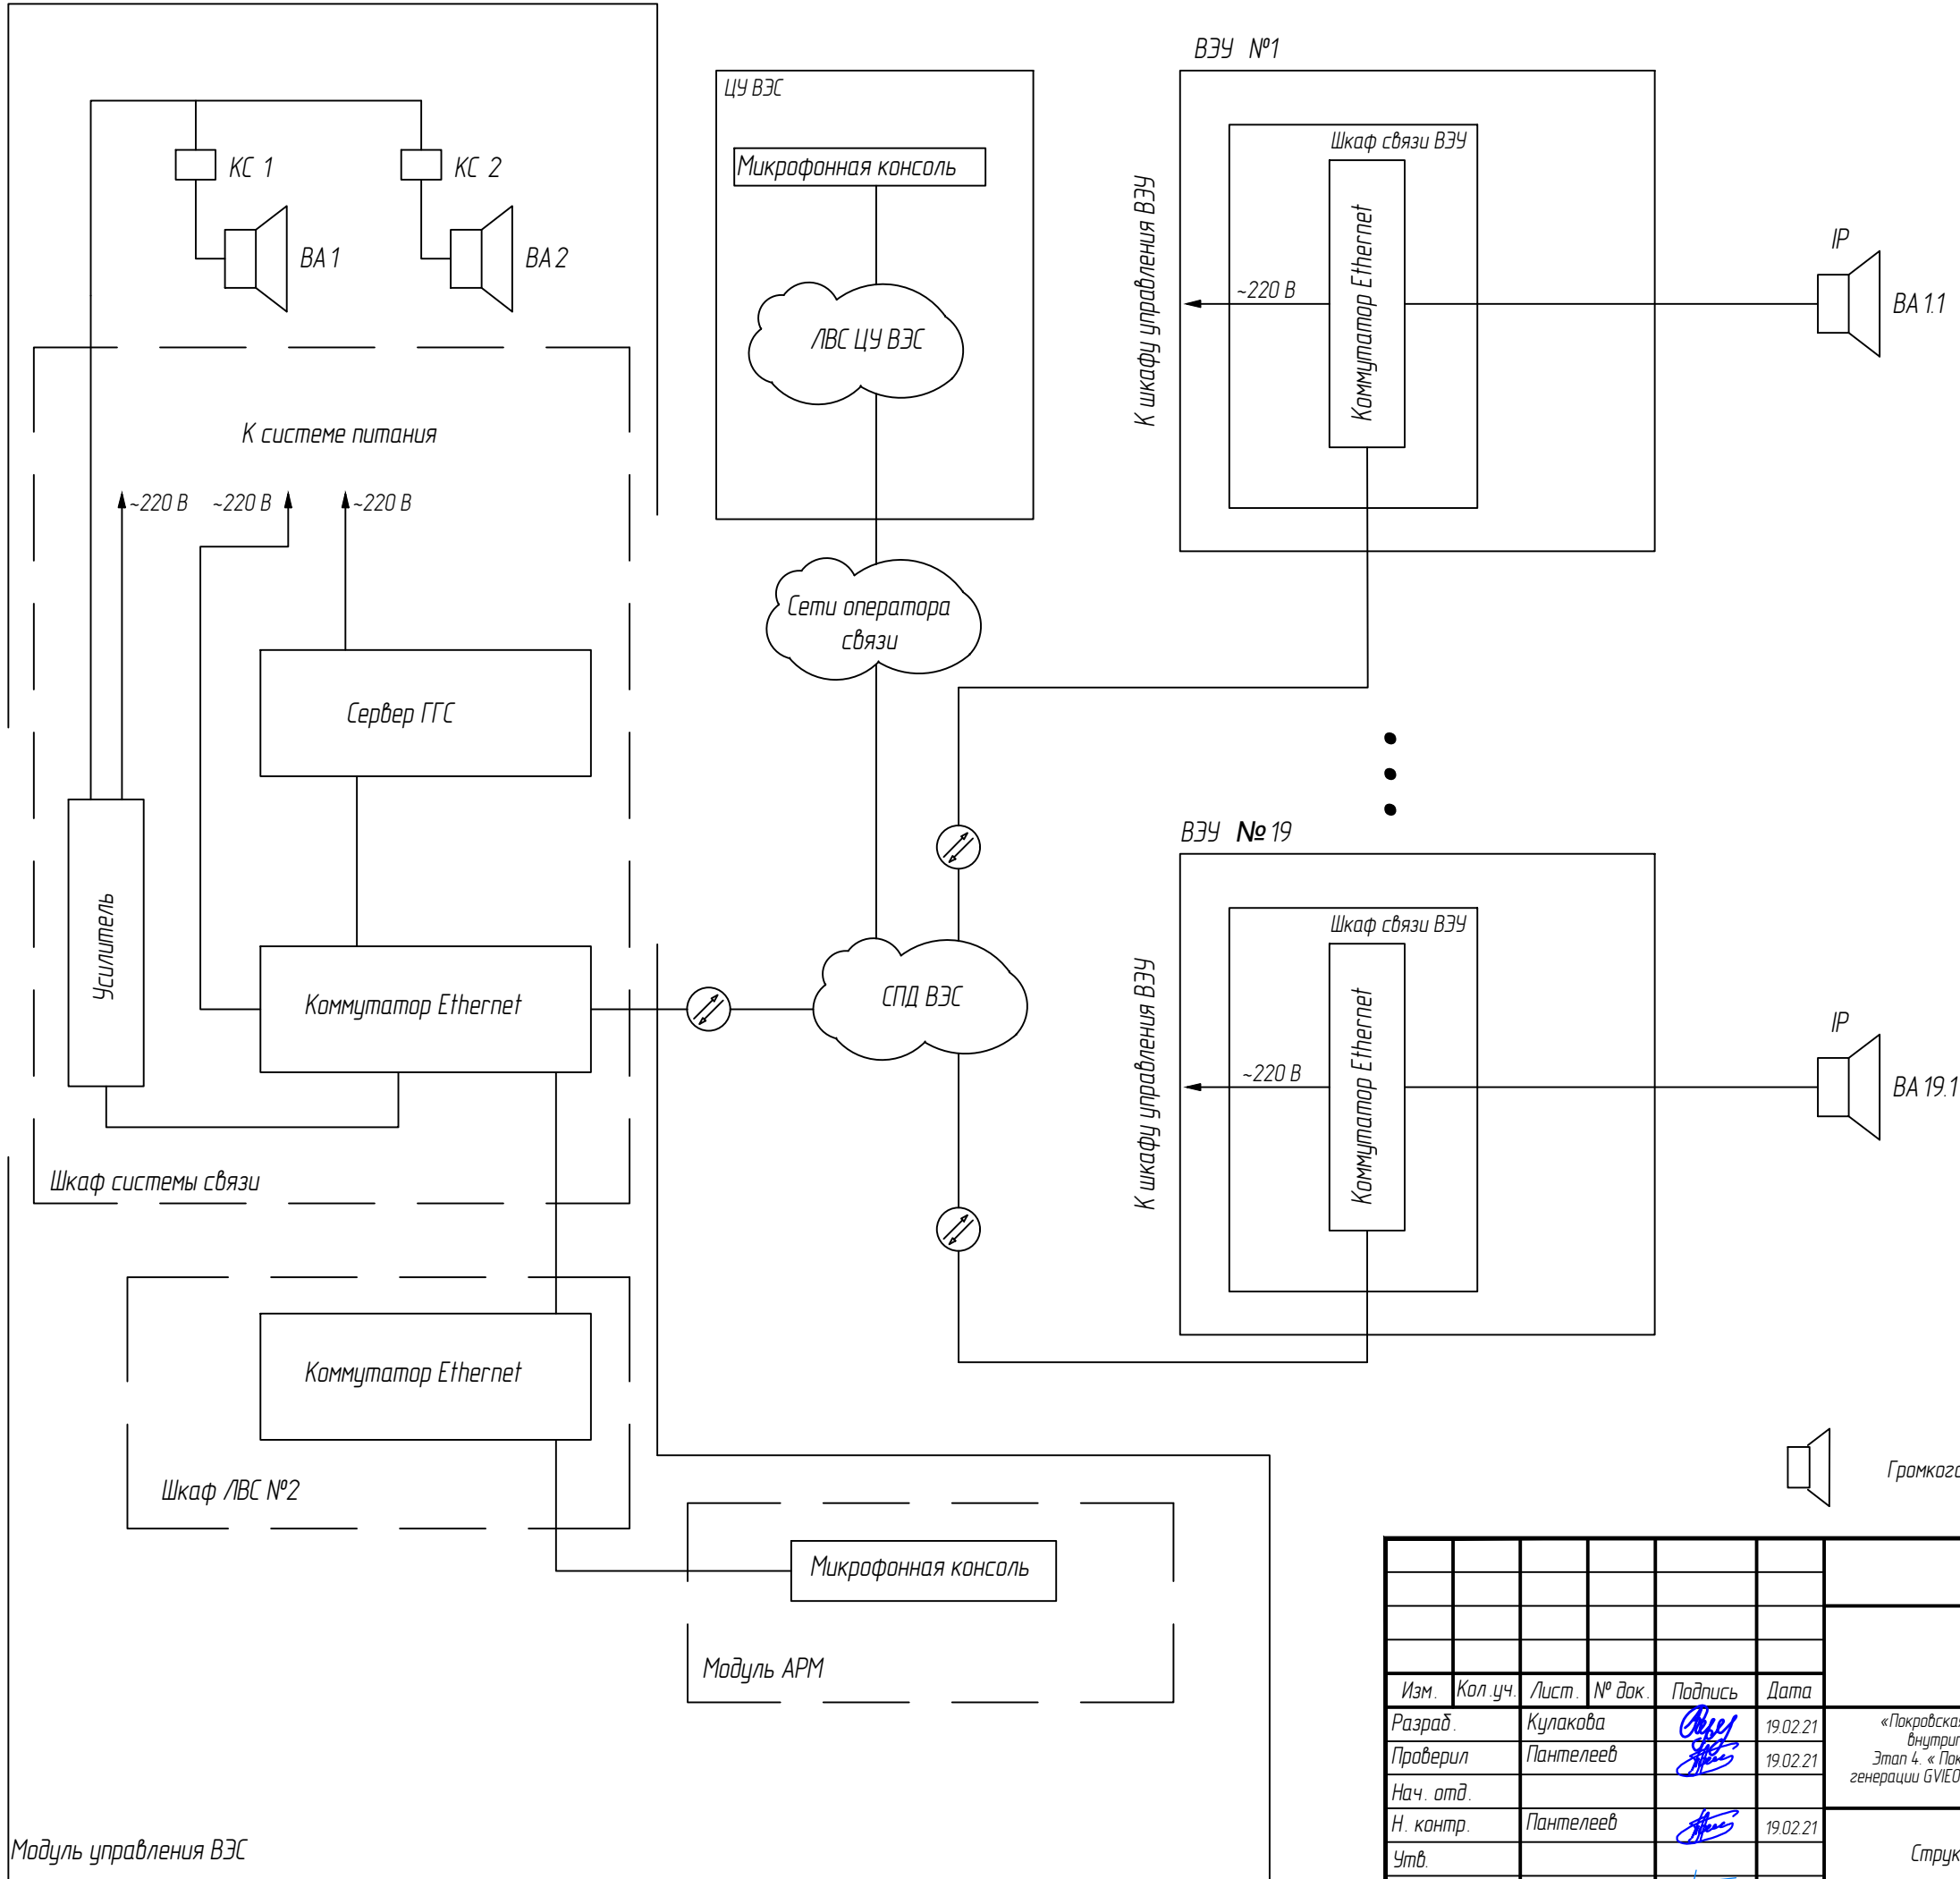 КС 1
КС 2
ВА 1
ВА 2
К системе питания
~220 В
~220 В
~220 В
Сервер ГГС
Усилитель
Коммутатор Ethernet
Шкаф системы связи
Коммутатор Ethernet
Шкаф ЛВС №2
Микрофонная консоль
Модуль АРМ
Модуль управления ВЭС
ЦУ ВЭС
Микрофонная консоль
ЛВС ЦУ ВЭС
Сети оператора
связи
СПД ВЭС
ВЭУ №1
Шкаф связи ВЭУ
К шкафу управления ВЭУ
~220 В
Коммутатор Ethernet
IP
ВА 1.1
ВЭУ №19
Шкаф связи ВЭУ
К шкафу управления ВЭУ
~220 В
Коммутатор Ethernet
IP
ВА 19.1
Изм. Кол.уч. Лист. № док. Подпись Дата
Разраб. Кулакова 19.02.21
Проверил Пантелеев 19.02.21
Нач. отд.
Н. контр. Пантелеев 19.02.21
Утв.
Этап 4.
генерации